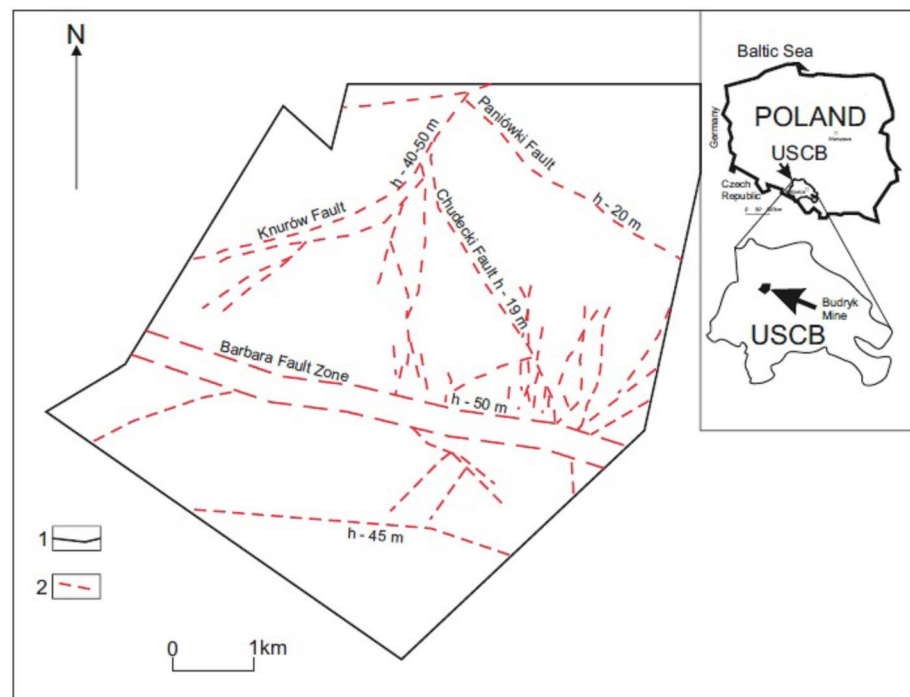 N
Knurów Fault
h - 40-50 m
Paniówki Fault
h - 20 m
Chudecki Fault h - 19 m
Barbara Fault Zone
h - 50 m
h - 45 m
1
2
0 1km
Baltic Sea
Germany
POLAND
Warszawa
USCB
Czech
Republic
Budryk
Mine
USCB